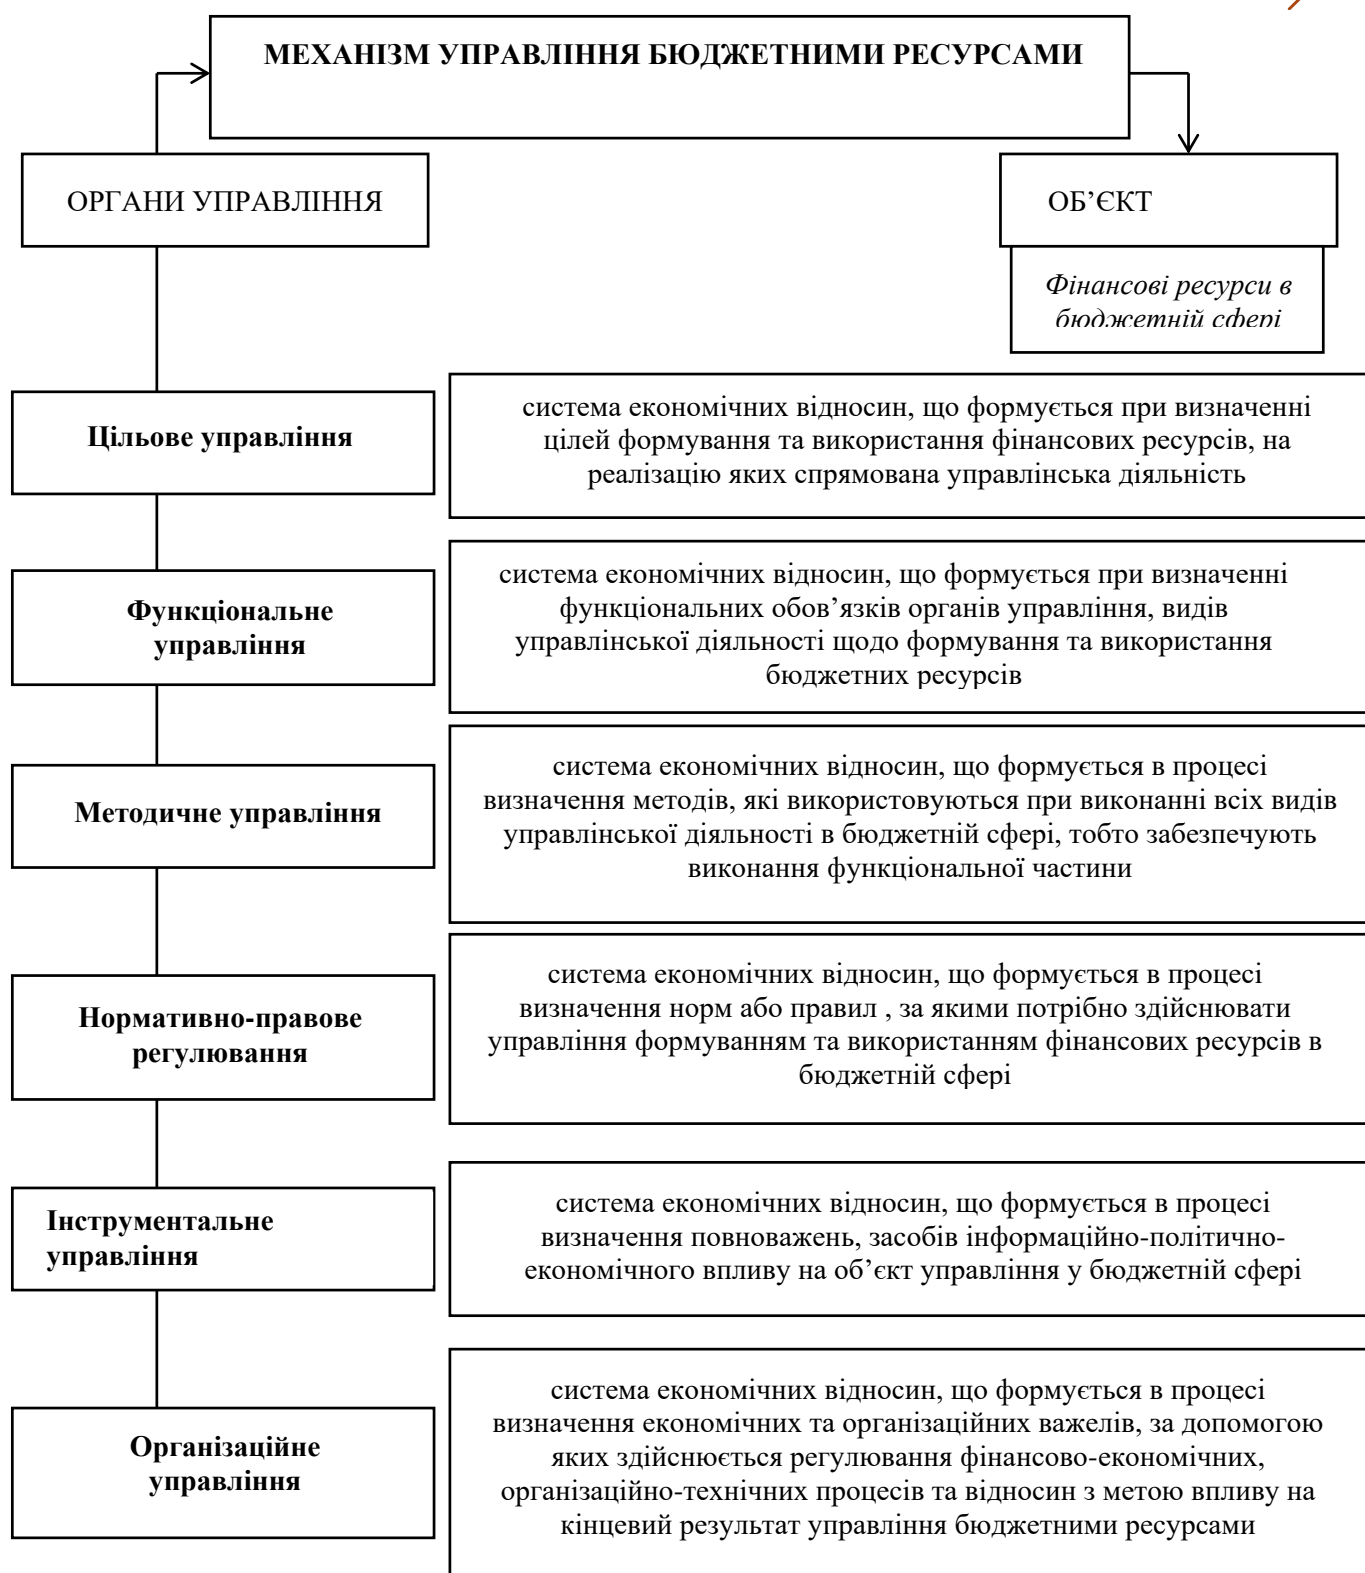 МЕХАНІЗМ УПРАВЛІННЯ БЮДЖЕТНИМИ РЕСУРСАМИ
ОРГАНИ УПРАВЛІННЯ
ОБ’ЄКТ
Фінансові ресурси в
бюджетній сфері
Цільове управління
система економічних відносин, що формується при визначенні
цілей формування та використання фінансових ресурсів, на
реалізацію яких спрямована управлінська діяльність
Функціональне
управління
система економічних відносин, що формується при визначенні
функціональних обов’язків органів управління, видів
управлінської діяльності щодо формування та використання
бюджетних ресурсів
Методичне управління
система економічних відносин, що формується в процесі
визначення методів, які використовуються при виконанні всіх видів
управлінської діяльності в бюджетній сфері, тобто забезпечують
виконання функціональної частини
Нормативно-правове
регулювання
система економічних відносин, що формується в процесі
визначення норм або правил , за якими потрібно здійснювати
управління формуванням та використанням фінансових ресурсів в
бюджетній сфері
Інструментальне
управління
система економічних відносин, що формується в процесі
визначення повноважень, засобів інформаційно-політично-
економічного впливу на об’єкт управління у бюджетній сфері
Організаційне
управління
система економічних відносин, що формується в процесі
визначення економічних та організаційних важелів, за допомогою
яких здійснюється регулювання фінансово-економічних,
організаційно-технічних процесів та відносин з метою впливу на
кінцевий результат управління бюджетними ресурсами